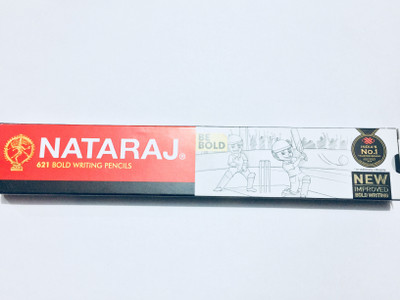 NATARAJ®
621 BOLD WRITING PENCILS
BE
BOLD
INDIA'S
No.1
NEW
IMPROVED
BOLD WRITING